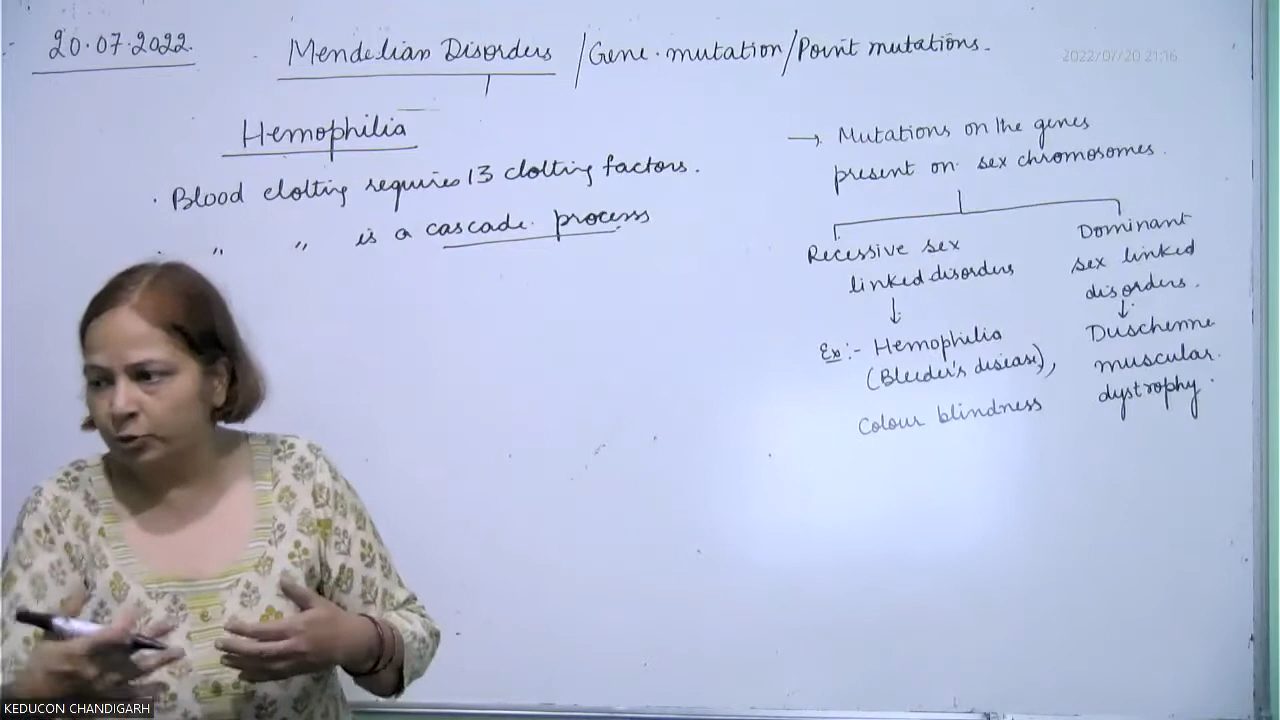 20.07.2022. Mendelian Disorders /Gene.mutation/Point mutations.
2022/07/20 21:16
Hemophilia
· Blood clotting requires 13 clotting factors.
· " " is a cascade process
→ Mutations on the genes
present on sex chromosomes.
Recessive sex
linked disorders
↓
Ex:- Hemophilia
(Bleeder's disease),
Colour blindness
Dominant
sex linked
disorders.
↓
Duschenne
muscular
dystrophy.
KEDUCON CHANDIGARH